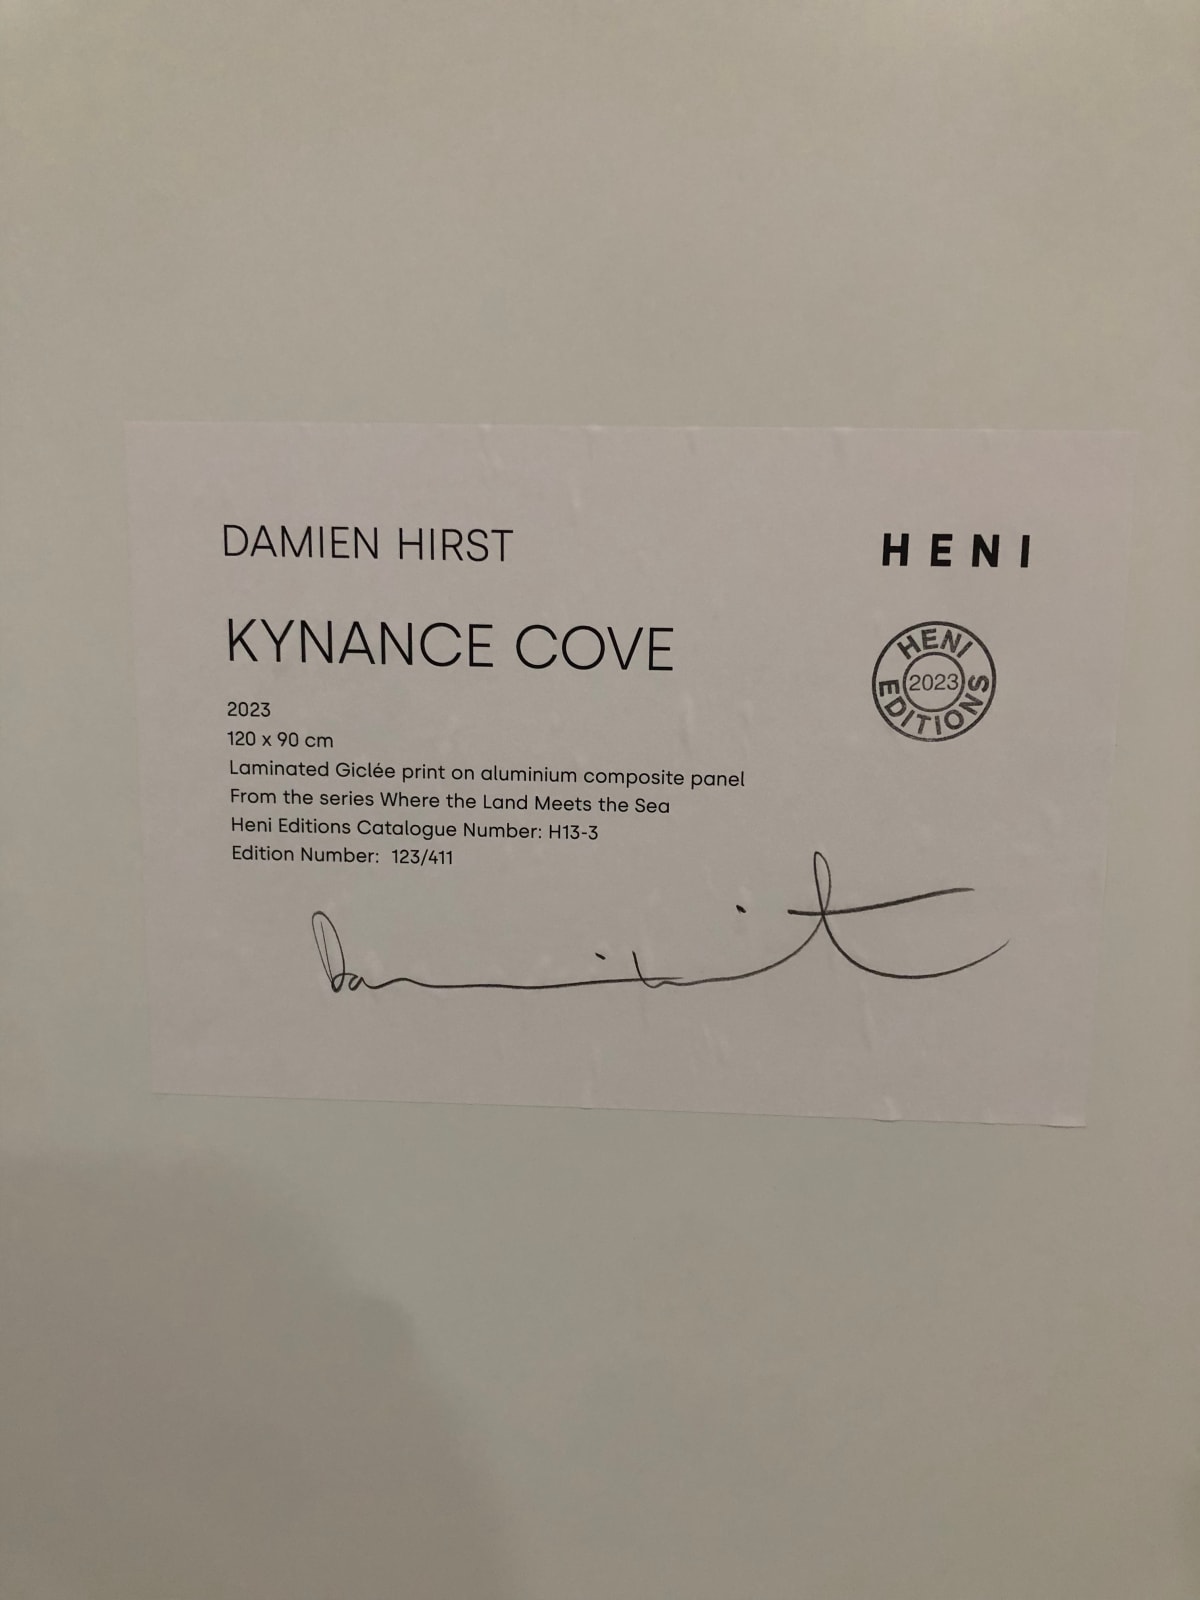 DAMIEN HIRST
HENI
KYNANCE COVE
HENI
2023
EDITIONS
2023
120 x 90 cm
Laminated Giclée print on aluminium composite panel
From the series Where the Land Meets the Sea
Heni Editions Catalogue Number: H13-3
Edition Number: 123/411